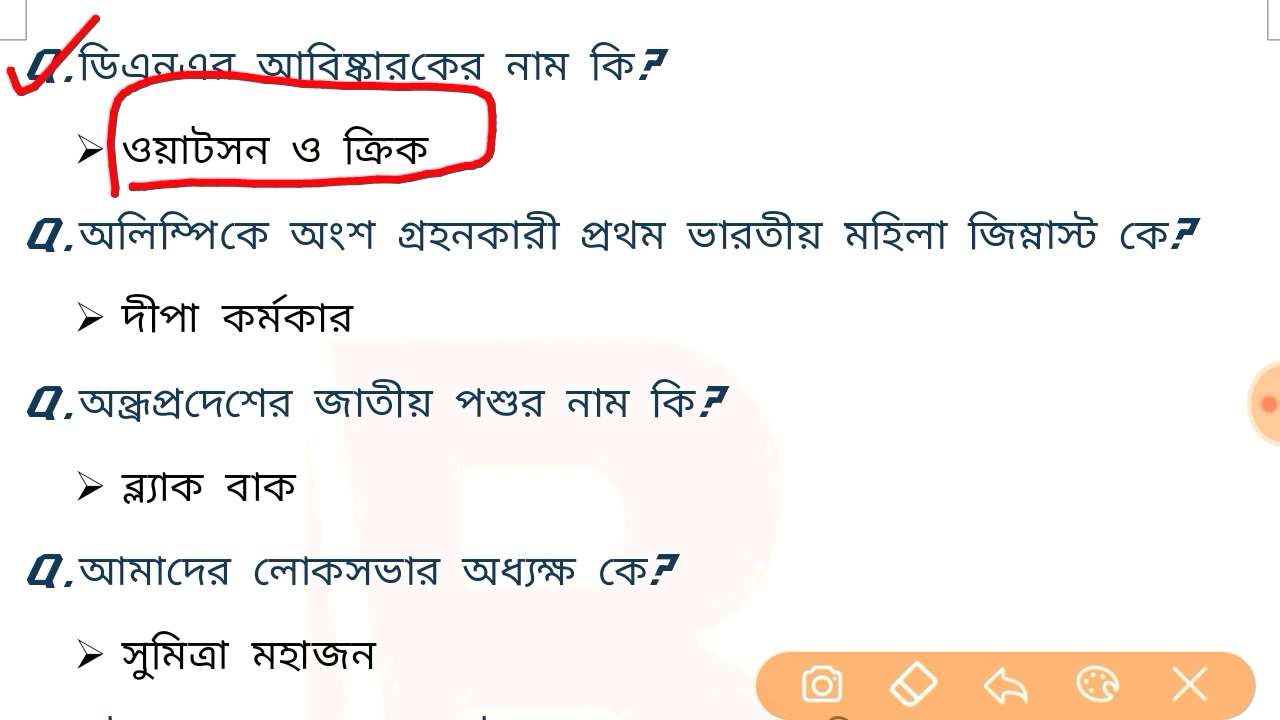 Q.ডিএনএর আবিষ্কারকের নাম কি?
➢ ওয়াটসন ও ক্রিক
Q.অলিম্পিকে অংশ গ্রহনকারী প্রথম ভারতীয় মহিলা জিম্নাস্ট কে?
➢ দীপা কর্মকার
Q.অন্ধ্রপ্রদেশের জাতীয় পশুর নাম কি?
➢ ব্ল্যাক বাক
Q.আমাদের লোকসভার অধ্যক্ষ কে?
➢ সুমিত্রা মহাজন